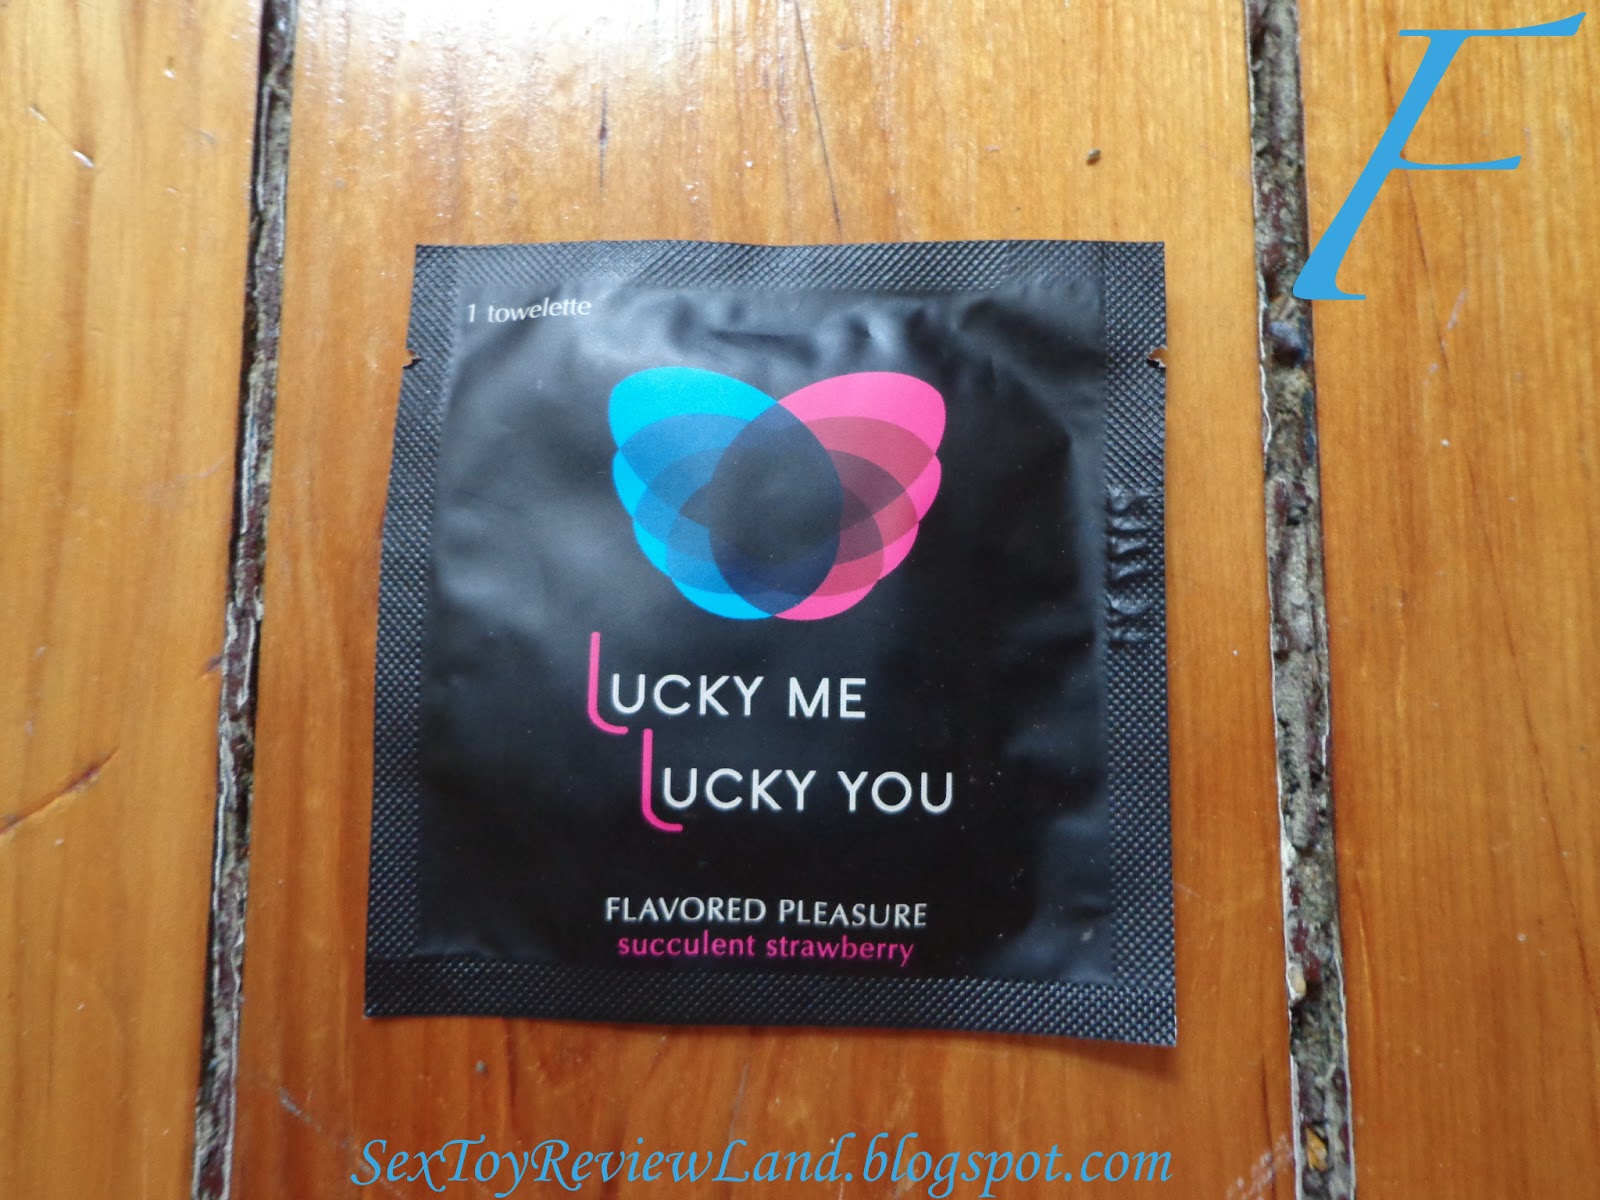 F
1 towelette
LUCKY ME
LUCKY YOU
FLAVORED PLEASURE
succulent strawberry
SexToyReviewLand.blogspot.com